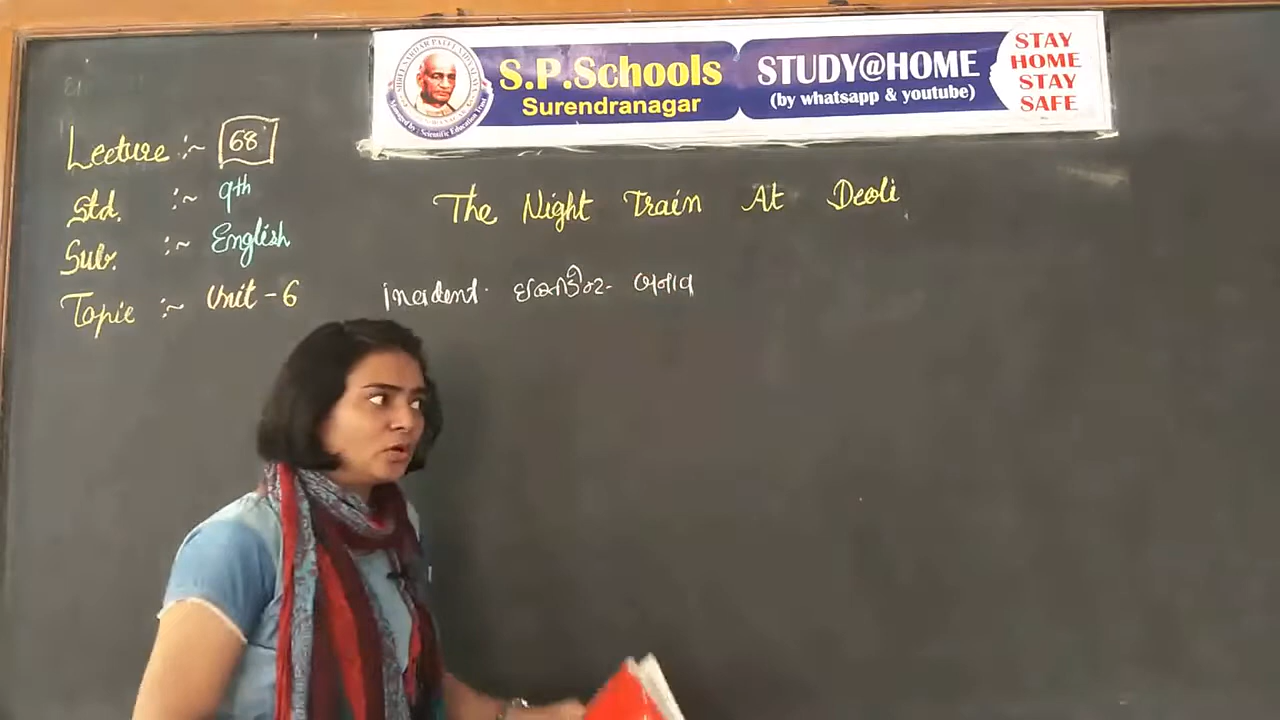 S.P.Schools
Surendranagar
STUDY@HOME
(by whatsapp & youtube)
STAY
HOME
STAY
SAFE
Lecture :~ 68
Std. :~ 9th
Sub. :~ English
Topic :~ Unit - 6
The Night Train At Deoli
incident બનાવ